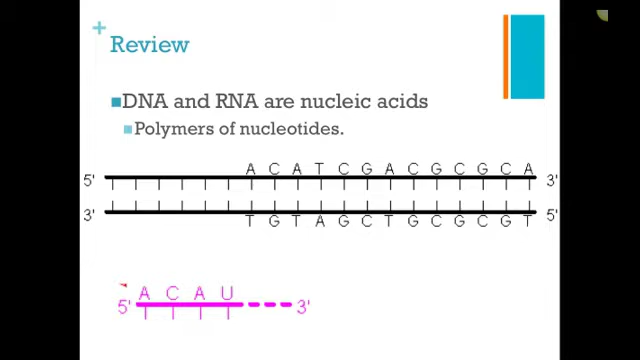 +
Review
DNA and RNA are nucleic acids
Polymers of nucleotides.
A C A T C G A C G C G C A
5' 3'
3' 5'
T G T A G C T G C G C G T
A C A U
5' 3'